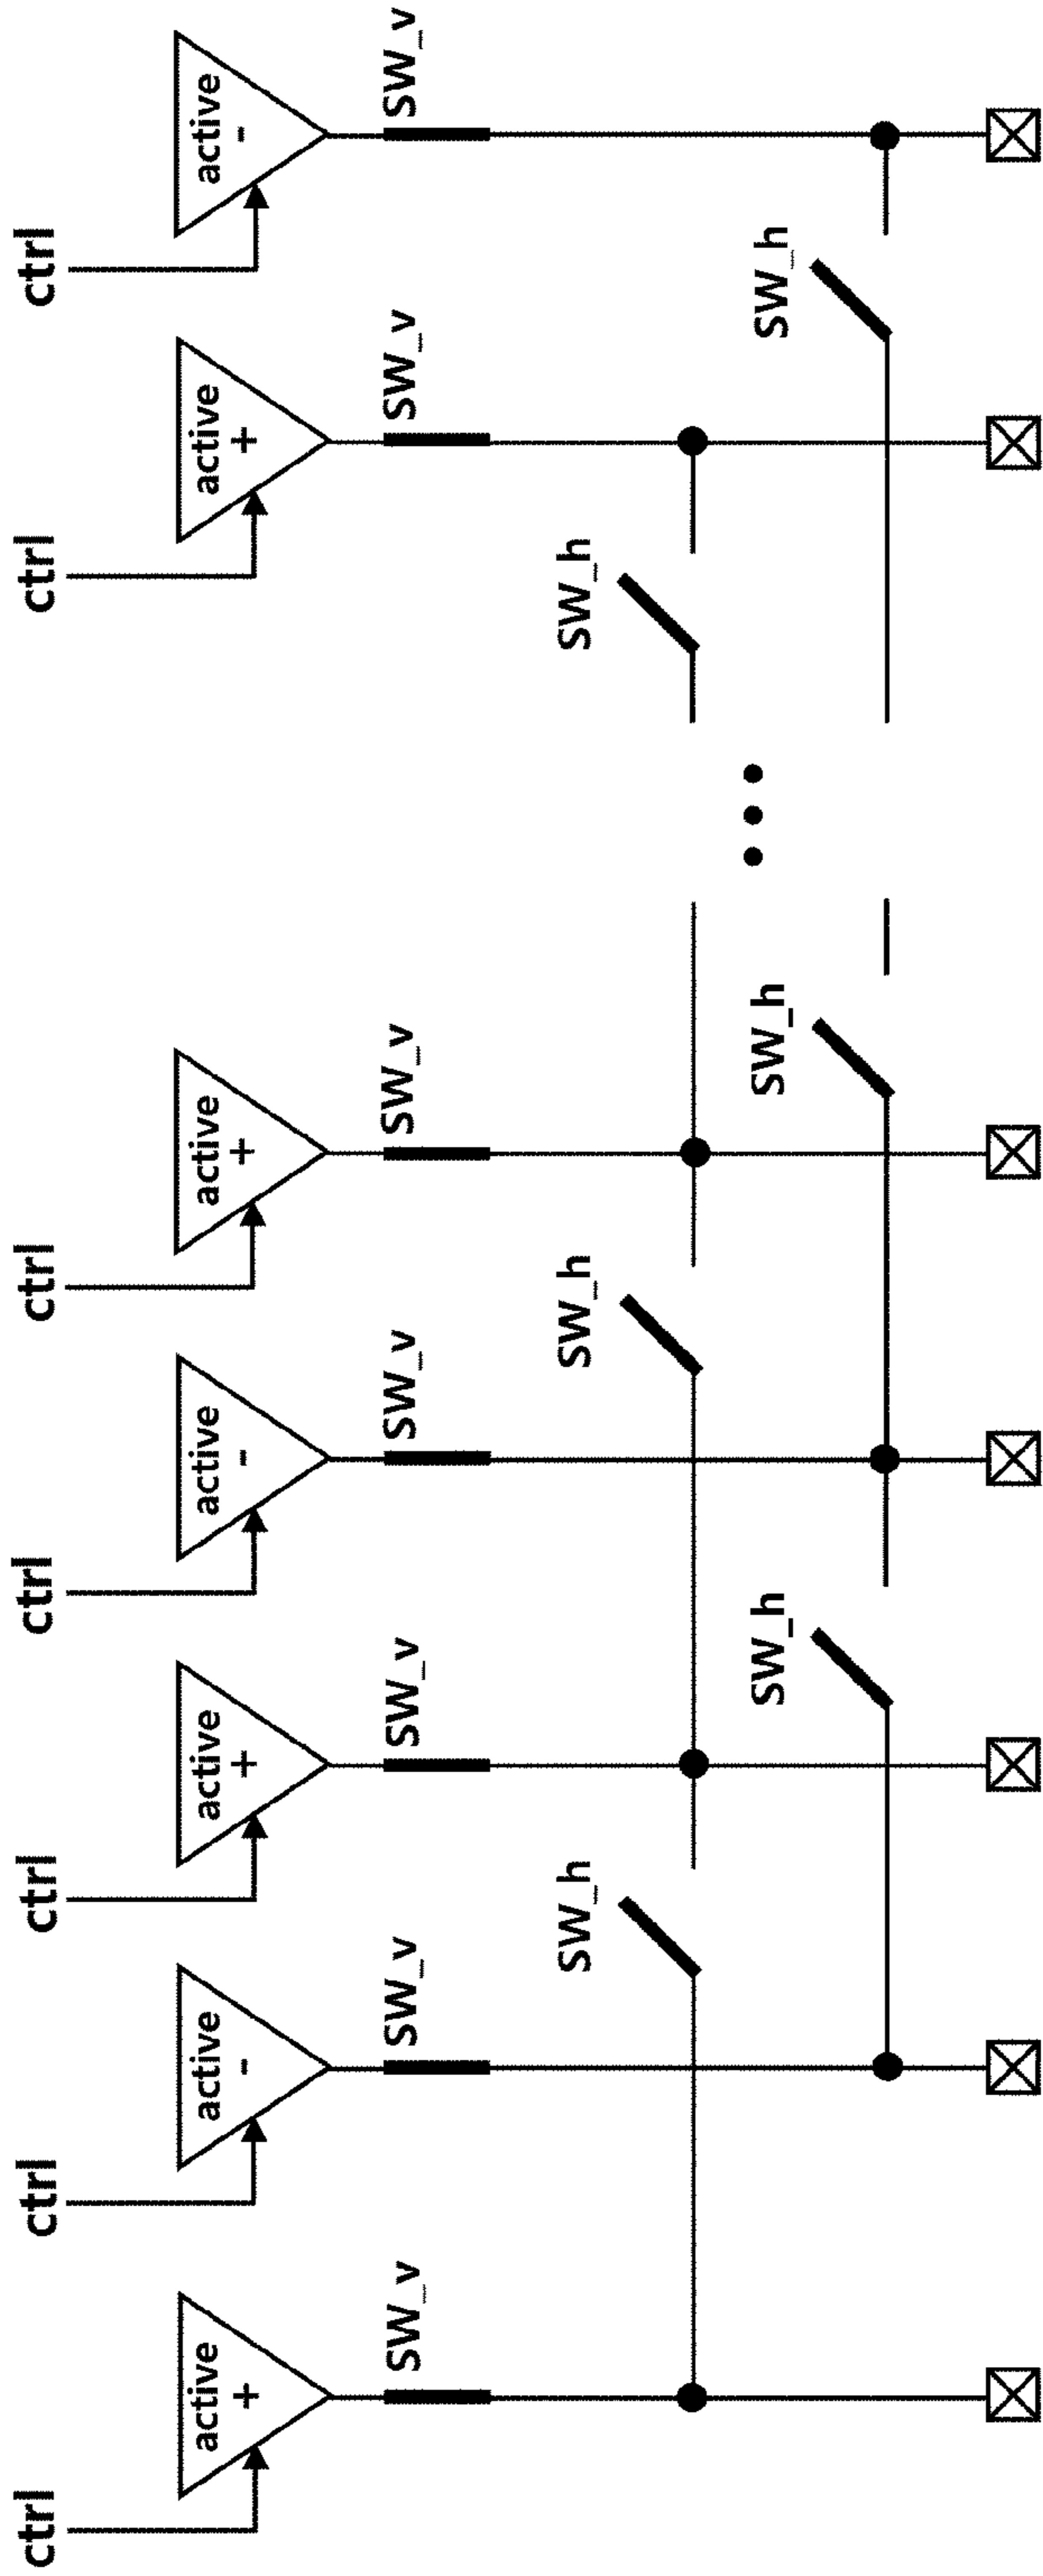 ctrl
ctrl
ctrl
ctrl
ctrl
ctrl
ctrl
active
+
active
-
active
+
active
-
active
+
active
+
active
-
SW_v
SW_v
SW_v
SW_v
SW_v
SW_v
SW_v
SW_h
SW_h
SW_h
SW_h
SW_h
SW_h